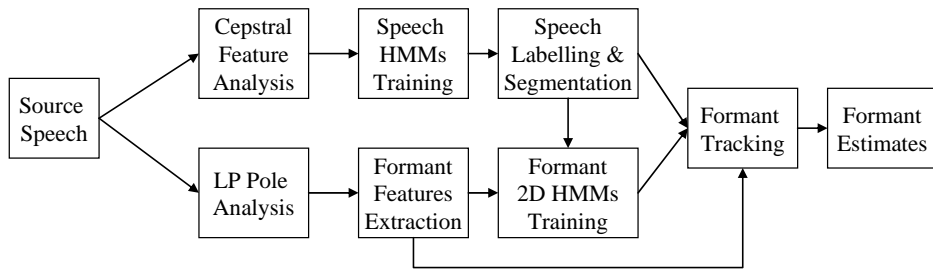 Source
Speech
Cepstral
Feature
Analysis
Speech
HMMs
Training
Speech
Labelling &
Segmentation
LP Pole
Analysis
Formant
Features
Extraction
Formant
2D HMMs
Training
Formant
Tracking
Formant
Estimates